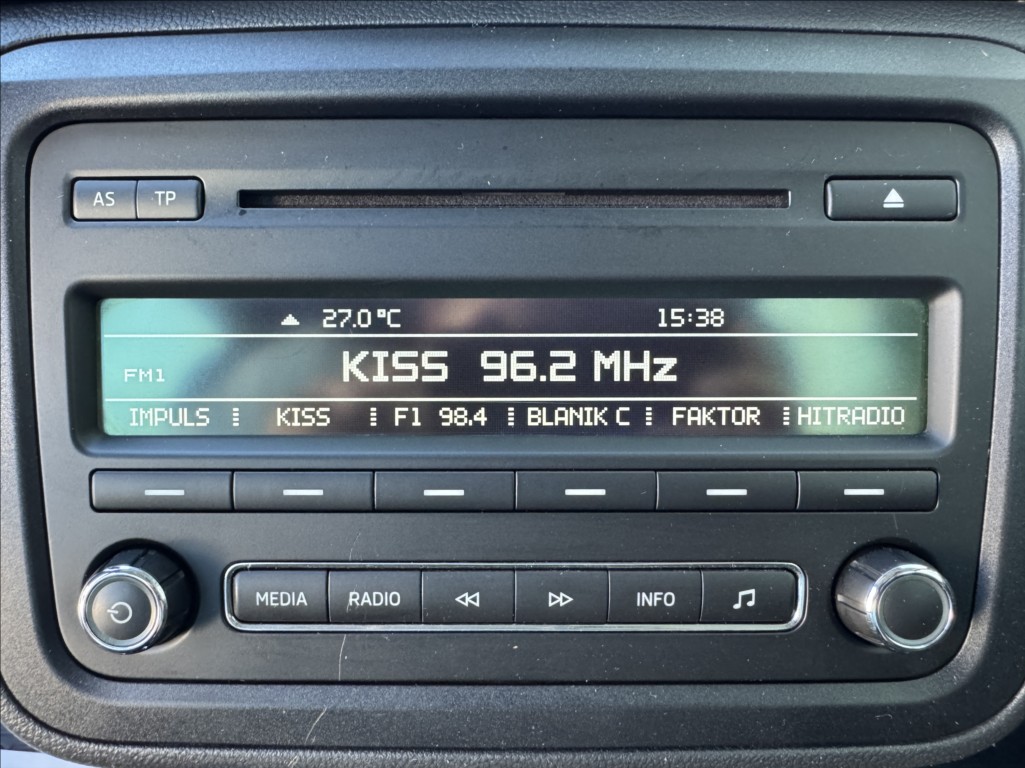 AS TP
27.0 °C 15:38
KISS 96.2 MHz
FM1
IMPULS KISS F1 98.4 BLANIK C FAKTOR HITRADIO
MEDIA RADIO INFO